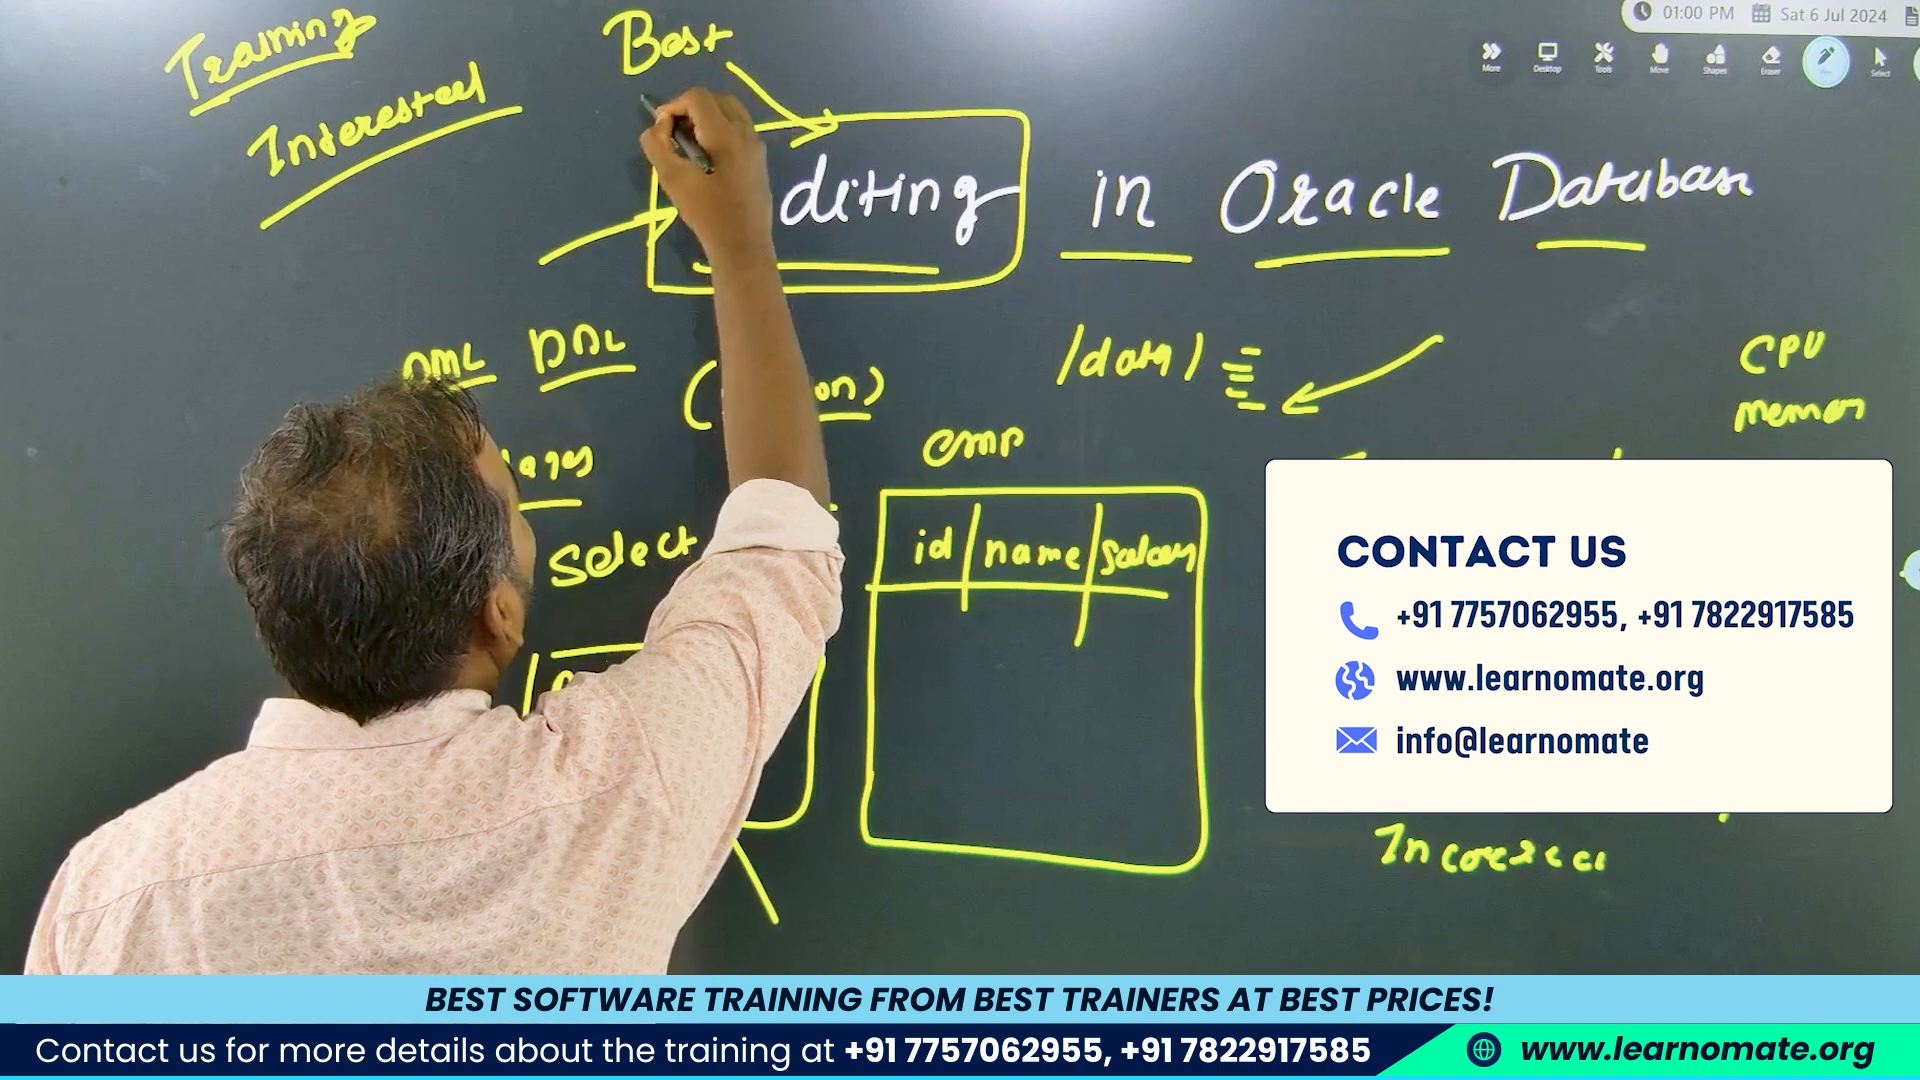 01:00 PM Sat 6 Jul 2024
More Desktop Tools Move Shapes Eraser Pen Select
Training
Interested
Best
diting in Oracle Database
DML DDL
on)
/data/
CPU
emp
Select
id name Salary
CONTACT US
+91 7757062955, +91 7822917585
www.learnomate.org
info@learnomate
BEST SOFTWARE TRAINING FROM BEST TRAINERS AT BEST PRICES!
Contact us for more details about the training at +91 7757062955, +91 7822917585
www.learnomate.org